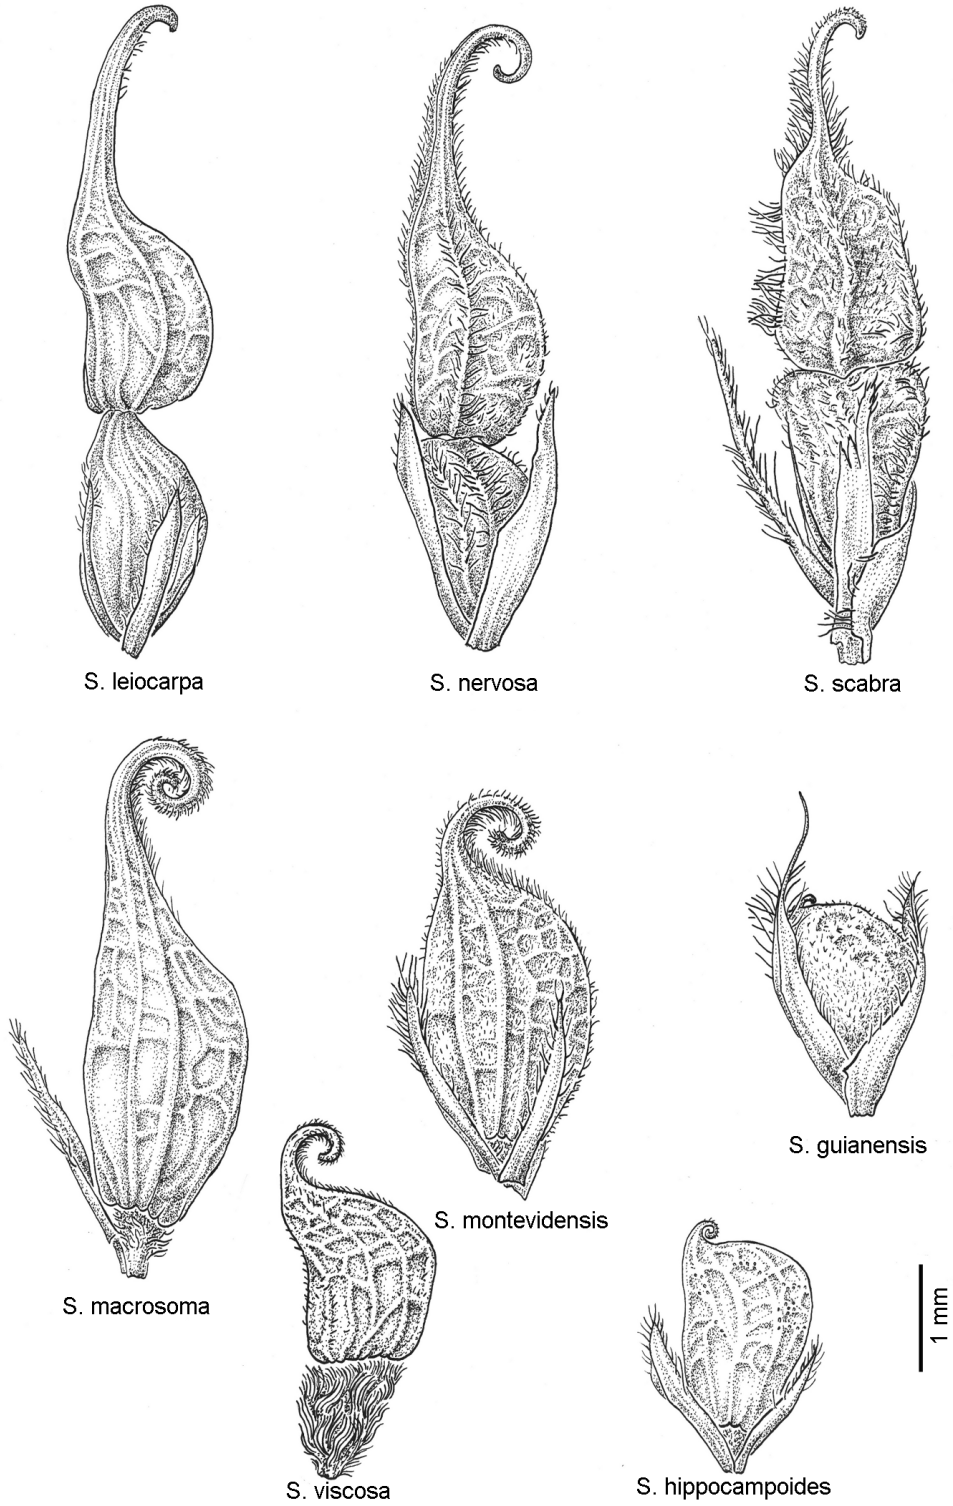 S. leiocarpa
S. nervosa
S. scabra
S. guianensis
S. montevidensis
S. macrosoma
1 mm
S. viscosa
S. hippocampoides